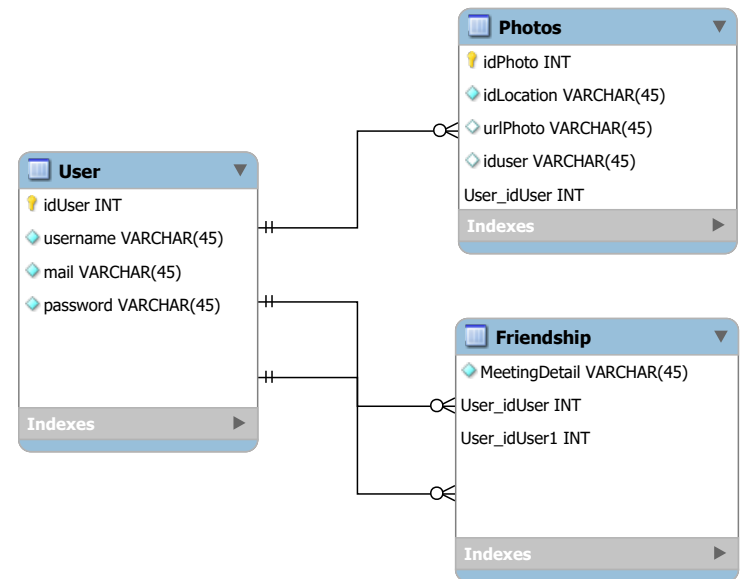 Photos
idPhoto INT
idLocation VARCHAR(45)
urlPhoto VARCHAR(45)
iduser VARCHAR(45)
User_idUser INT
Indexes
User
idUser INT
username VARCHAR(45)
mail VARCHAR(45)
password VARCHAR(45)
Indexes
Friendship
MeetingDetail VARCHAR(45)
User_idUser INT
User_idUser1 INT
Indexes